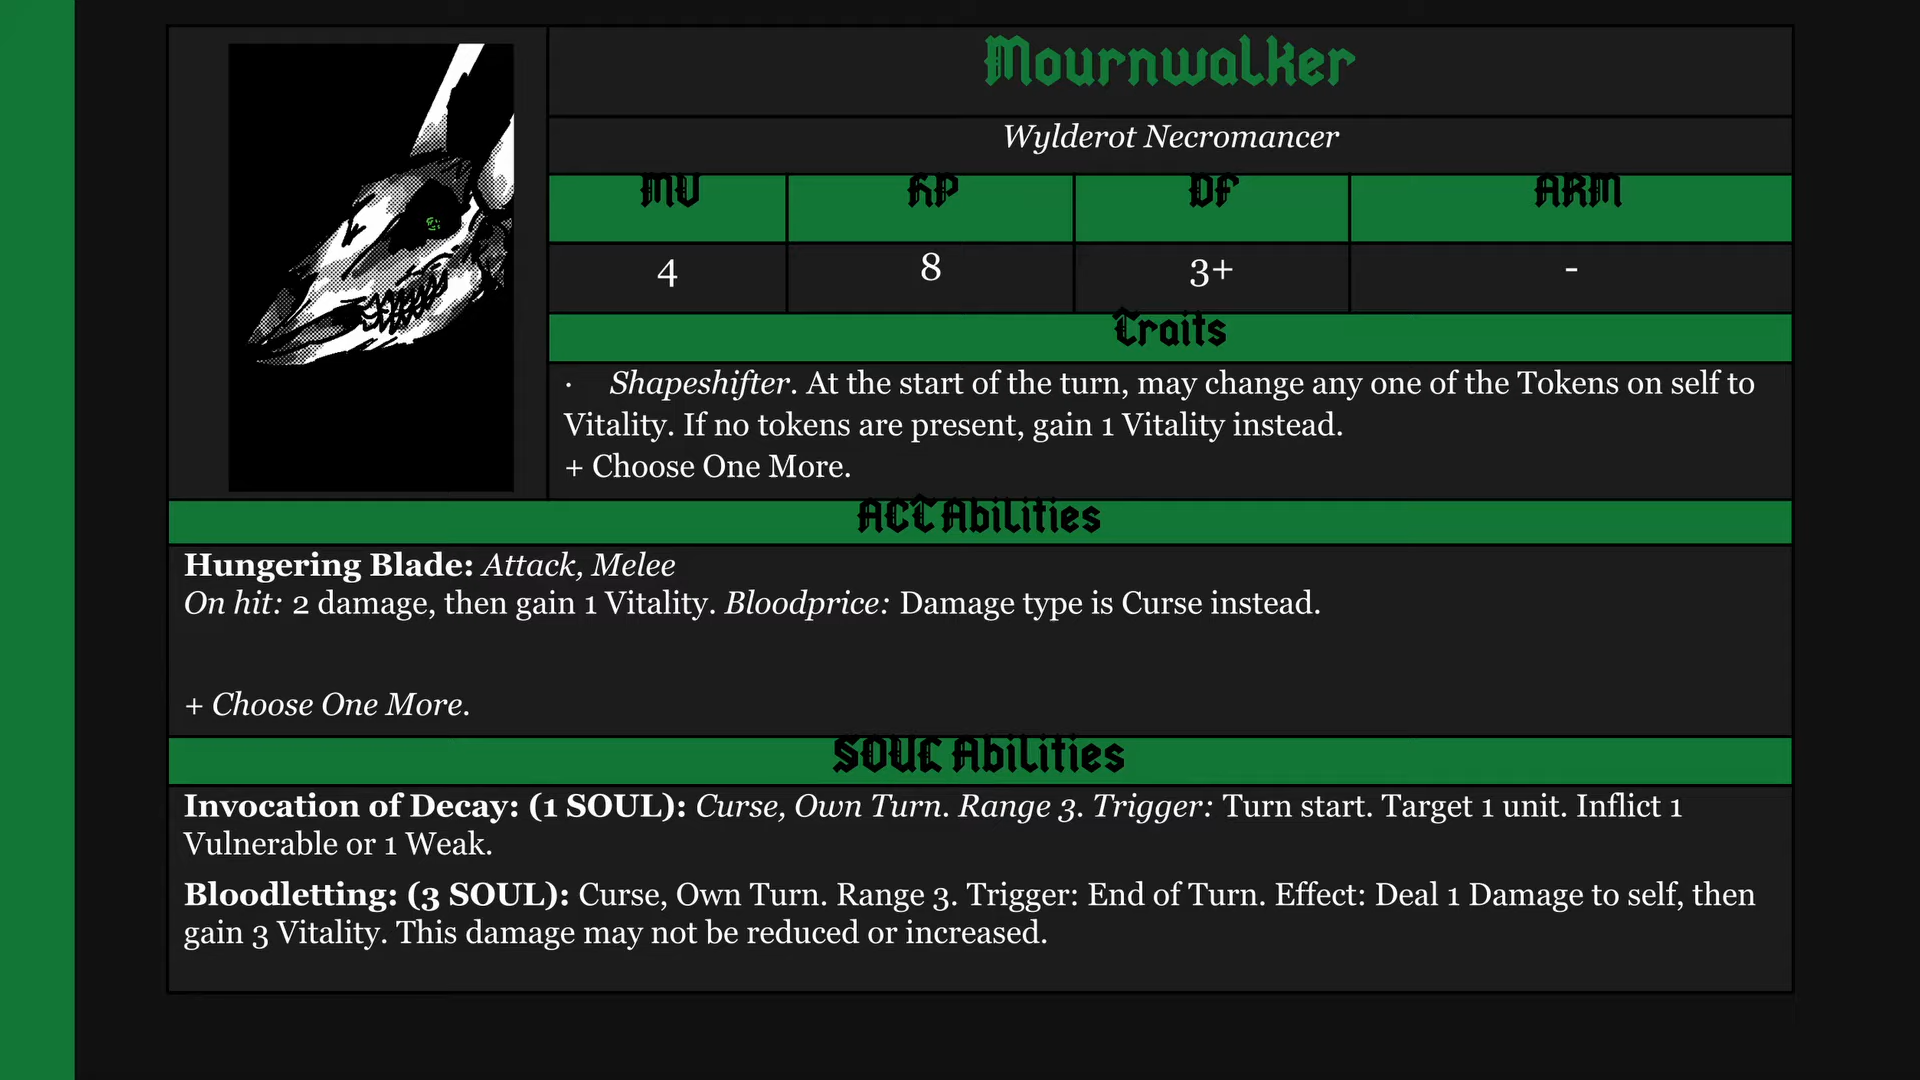 Mournwalker
Wylderot Necromancer
MV HP DF ARM
4 8 3+ -
Traits
· Shapeshifter. At the start of the turn, may change any one of the Tokens on self to
Vitality. If no tokens are present, gain 1 Vitality instead.
+ Choose One More.
ACT Abilities
Hungering Blade: Attack, Melee
On hit: 2 damage, then gain 1 Vitality. Bloodprice: Damage type is Curse instead.
+ Choose One More.
SOUL Abilities
Invocation of Decay: (1 SOUL): Curse, Own Turn. Range 3. Trigger: Turn start. Target 1 unit. Inflict 1
Vulnerable or 1 Weak.
Bloodletting: (3 SOUL): Curse, Own Turn. Range 3. Trigger: End of Turn. Effect: Deal 1 Damage to self, then
gain 3 Vitality. This damage may not be reduced or increased.